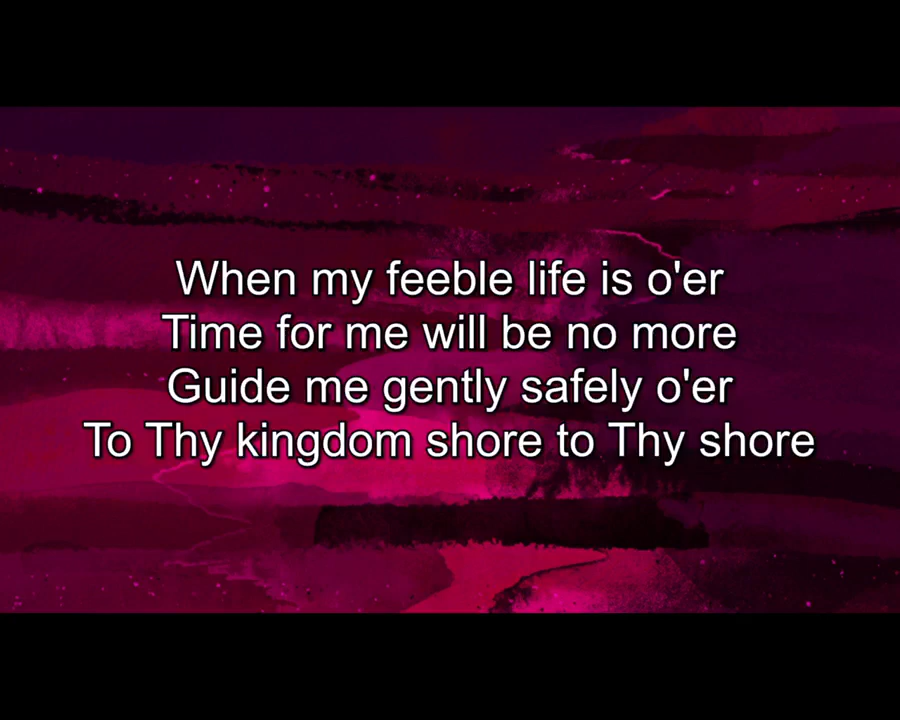 When my feeble life is o'er
Time for me will be no more
Guide me gently safely o'er
To Thy kingdom shore to Thy shore